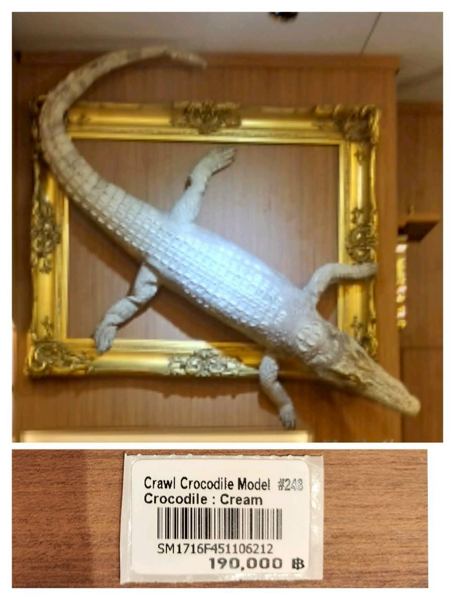 Crawl Crocodile Model #248
Crocodile : Cream
SM1716F451106212
190,000 ฿